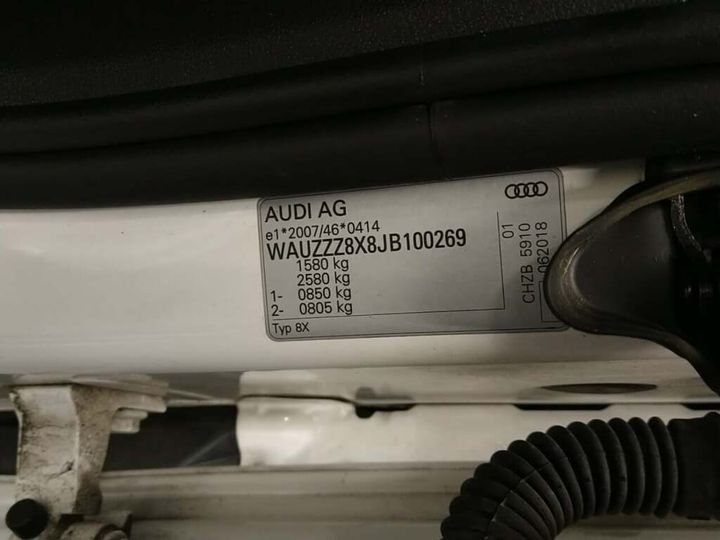 AUDI AG
e1*2007/46*0414
WAUZZZ8X8JB100269
1580 kg
2580 kg
1- 0850 kg
2- 0805 kg
Typ 8X
01
CHZB 5910
062018